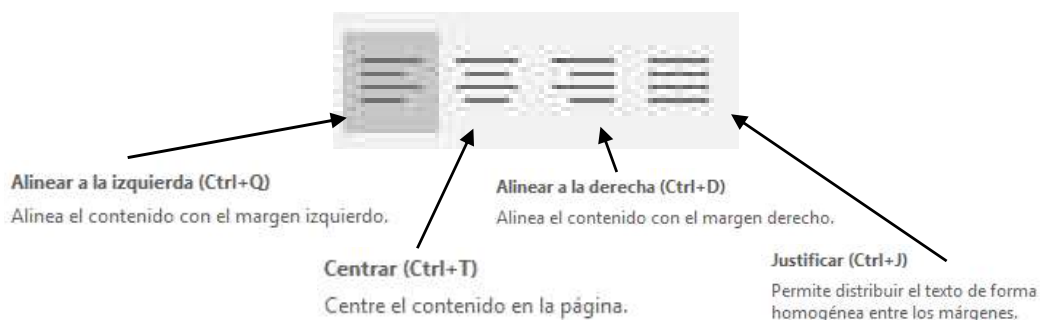 Alinear a la izquierda (Ctrl+Q)
Alinea el contenido con el margen izquierdo.
Alinear a la derecha (Ctrl+D)
Alinea el contenido con el margen derecho.
Centrar (Ctrl+T)
Centre el contenido en la página.
Justificar (Ctrl+J)
Permite distribuir el texto de forma
homogénea entre los márgenes.